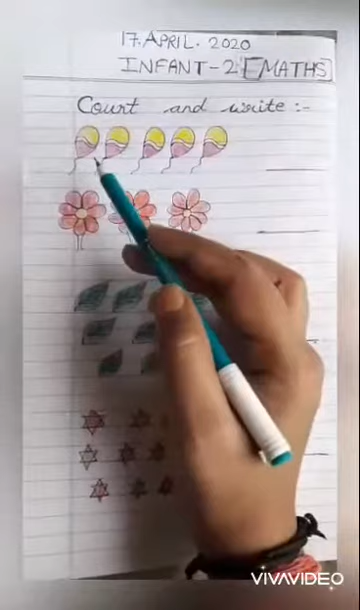 17.APRIL. 2020
INFANT-2 [MATHS]
Count and write :-
VIVAVIDEO